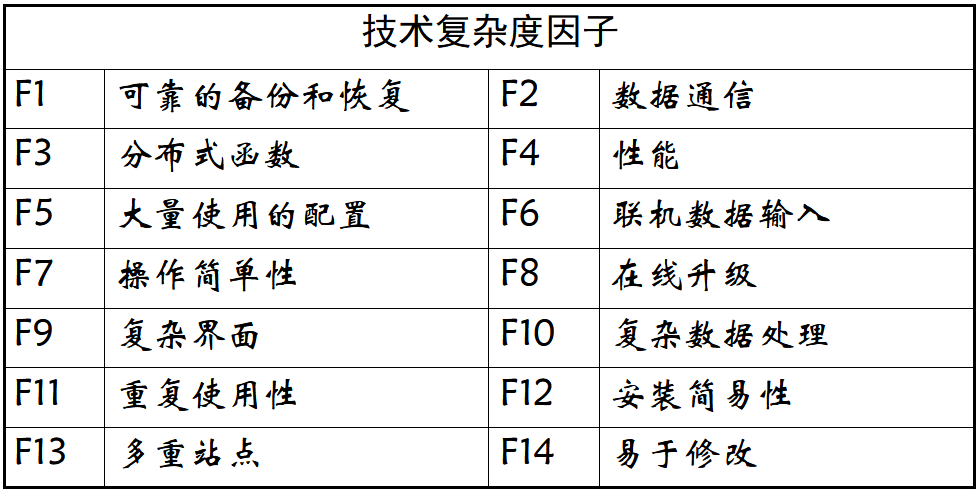 技术复杂度因子
F1 可靠的备份和恢复 F2 数据通信
F3 分布式函数 F4 性能
F5 大量使用的配置 F6 联机数据输入
F7 操作简单性 F8 在线升级
F9 复杂界面 F10 复杂数据处理
F11 重复使用性 F12 安装简易性
F13 多重站点 F14 易于修改